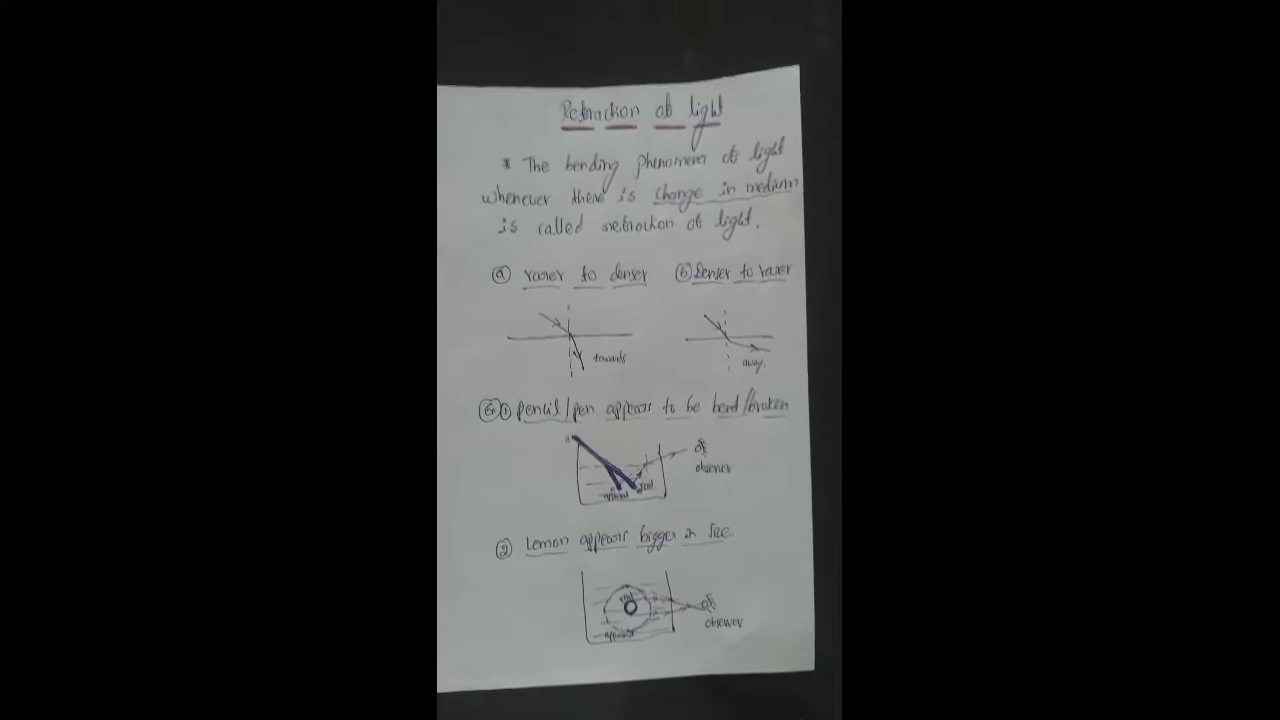 Refraction of light
* The bending phenomena of light
whenever there is change in medium
is called refraction of light.
ⓐ rarer to denser ⓑ Denser to rarer
towards away.
① Pencil/pen appears to be bent/broken
observer
apparent real
② Lemon appears bigger in size
real
observer
apparent